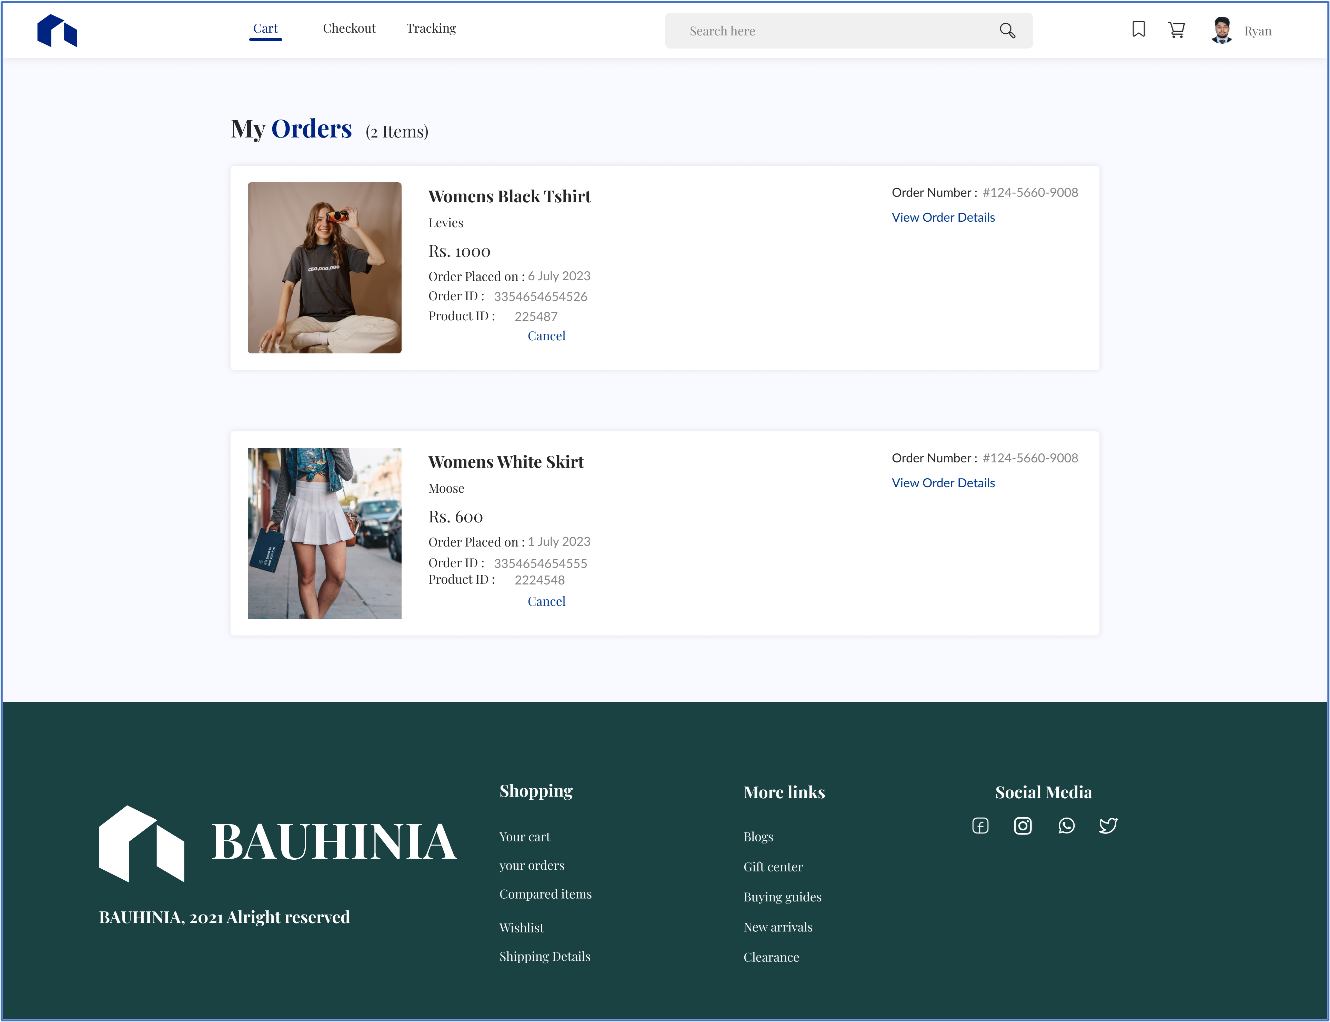 Cart Checkout Tracking Search here Ryan
My Orders (2 Items)
Womens Black Tshirt
Levies
Rs. 1000
Order Placed on : 6 July 2023
Order ID : 3354654654526
Product ID : 225487
Cancel
Order Number : #124-5660-9008
View Order Details
Womens White Skirt
Moose
Rs. 600
Order Placed on : 1 July 2023
Order ID : 3354654654555
Product ID : 2224548
Cancel
Order Number : #124-5660-9008
View Order Details
BAUHINIA
BAUHINIA, 2021 Alright reserved
Shopping
Your cart
your orders
Compared items
Wishlist
Shipping Details
More links
Blogs
Gift center
Buying guides
New arrivals
Clearance
Social Media